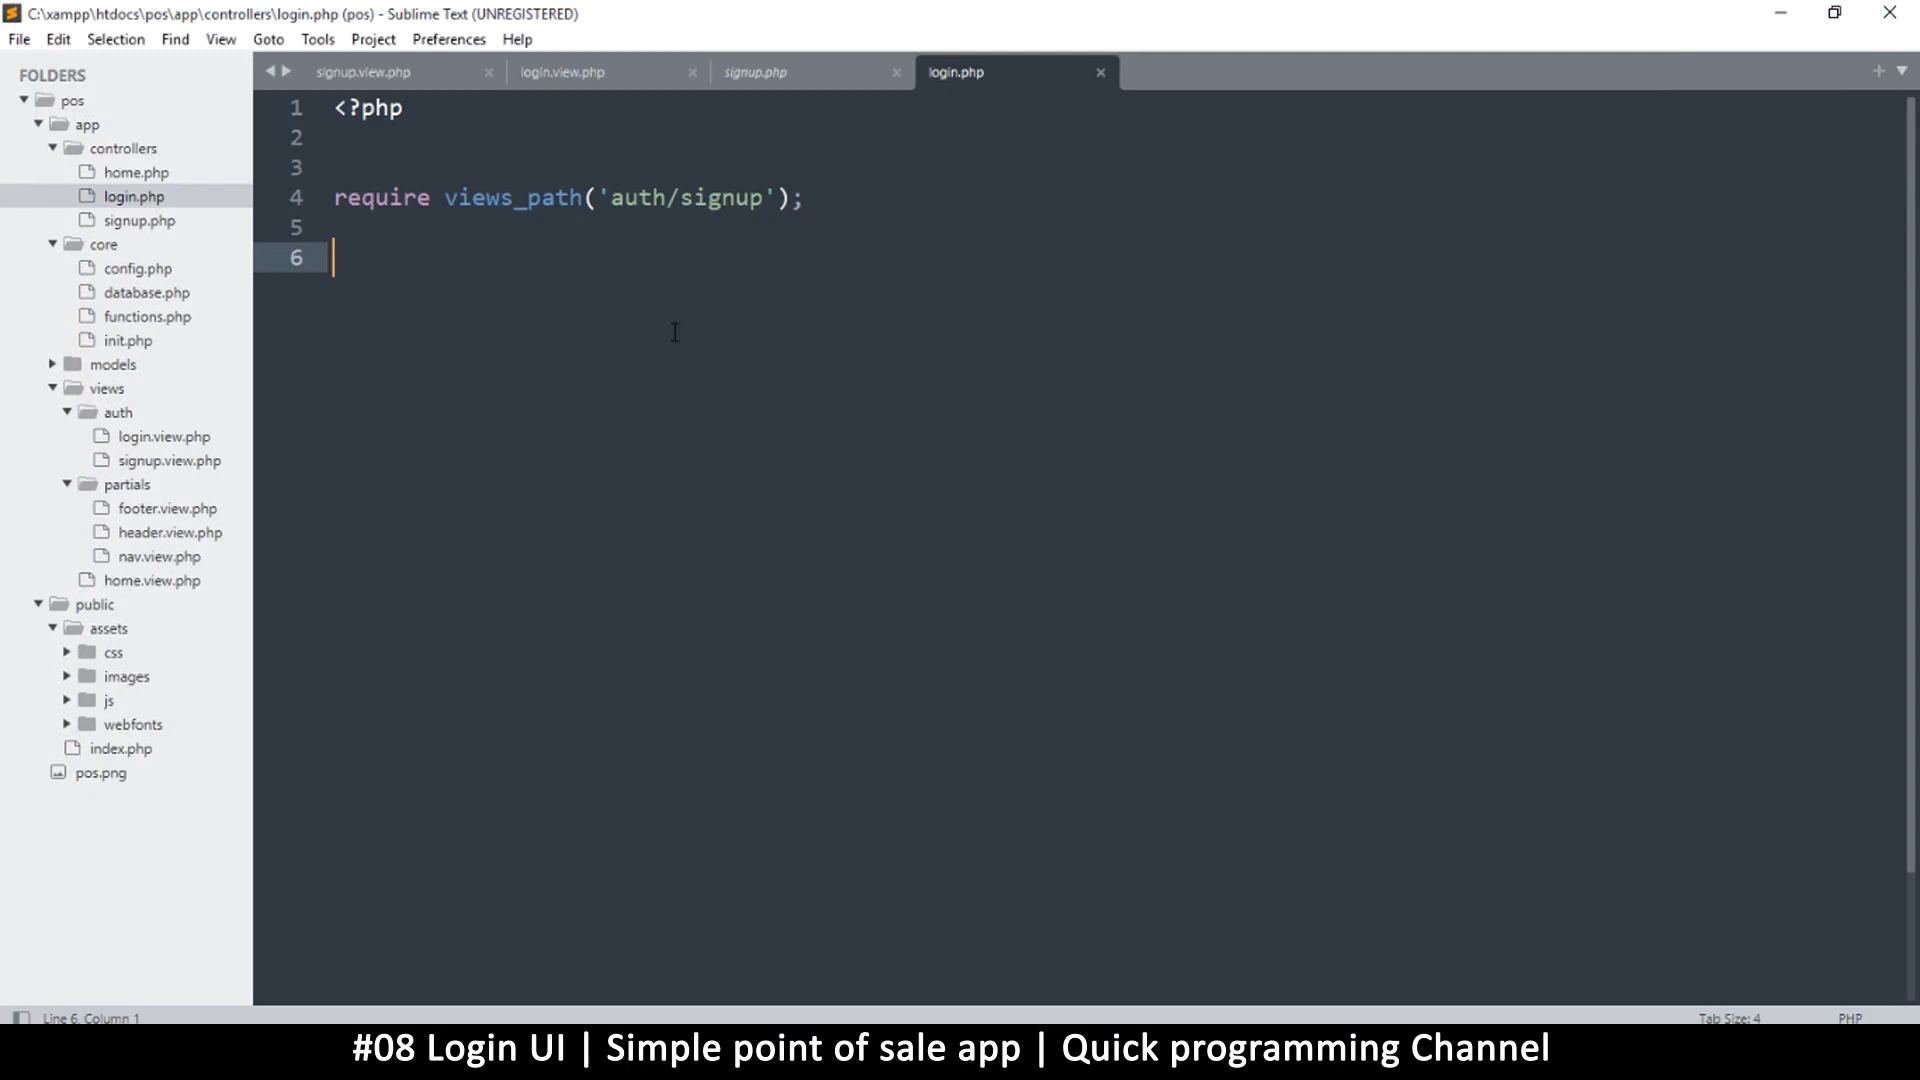 C:\xampp\htdocs\pos\app\controllers\login.php (pos) - Sublime Text (UNREGISTERED)
File Edit Selection Find View Goto Tools Project Preferences Help
FOLDERS
pos
app
controllers
home.php
login.php
signup.php
core
config.php
database.php
functions.php
init.php
models
views
auth
login.view.php
signup.view.php
partials
footer.view.php
header.view.php
nav.view.php
home.view.php
public
assets
css
images
js
webfonts
index.php
pos.png
signup.view.php login.view.php signup.php login.php
1 <?php
2
3
4 require views_path('auth/signup');
5
6
Line 6, Column 1 Tab Size: 4 PHP
#08 Login UI | Simple point of sale app | Quick programming Channel